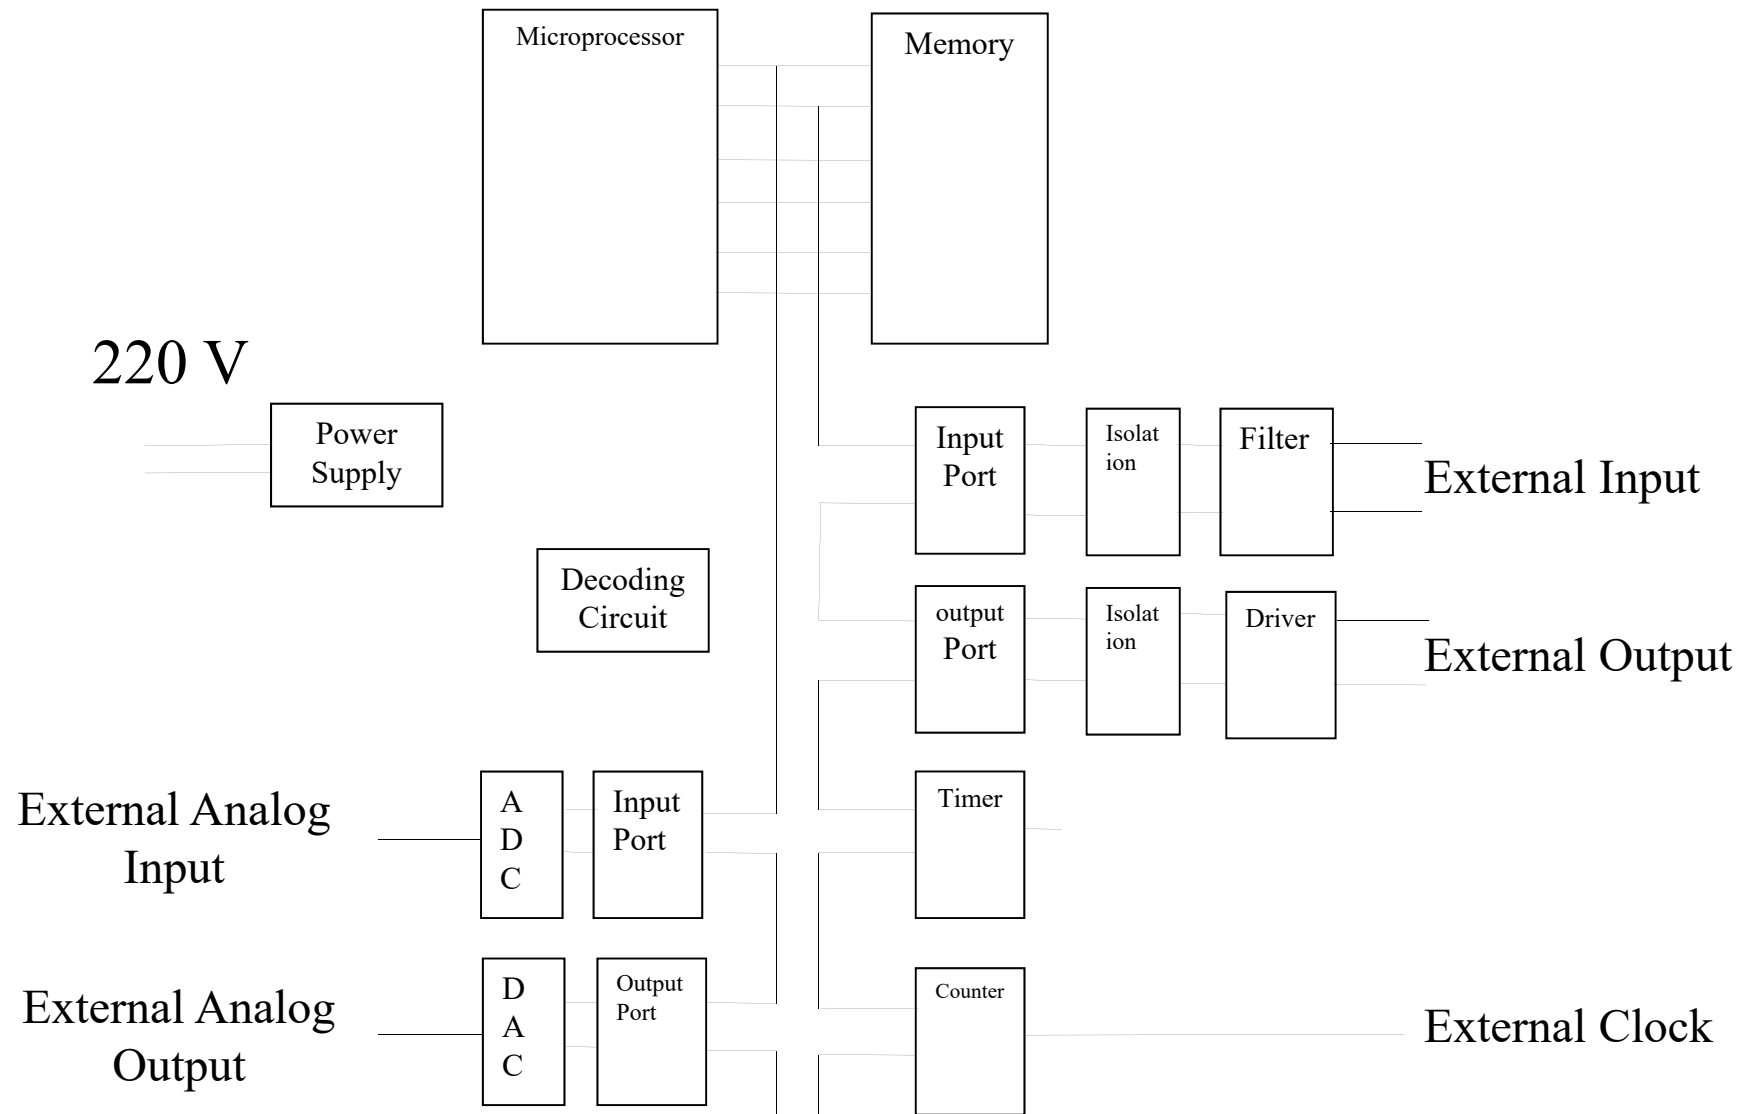 Microprocessor
Memory
220 V
Power
Supply
Input
Port
Isolat
ion
Filter
External Input
Decoding
Circuit
output
Port
Isolat
ion
Driver
External Output
External Analog
Input
A
D
C
Input
Port
Timer
External Analog
Output
D
A
C
Output
Port
Counter
External Clock